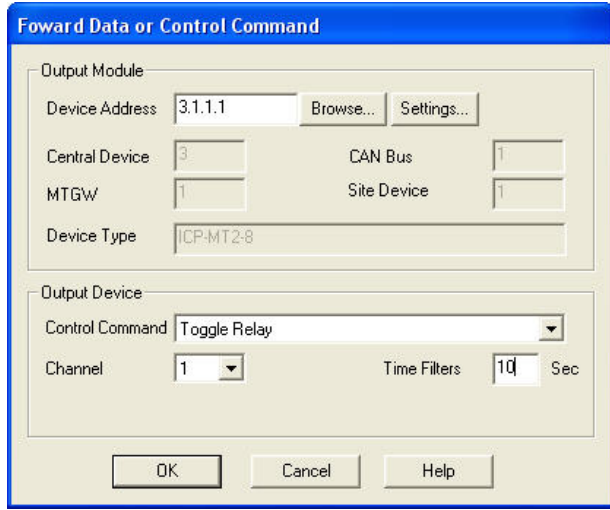 Foward Data or Control Command
Output Module
Device Address 3.1.1.1 Browse... Settings...
Central Device 3 CAN Bus 1
MTGW 1 Site Device 1
Device Type ICP-MT2-8
Output Device
Control Command Toggle Relay
Channel 1 Time Filters 10 Sec
OK Cancel Help